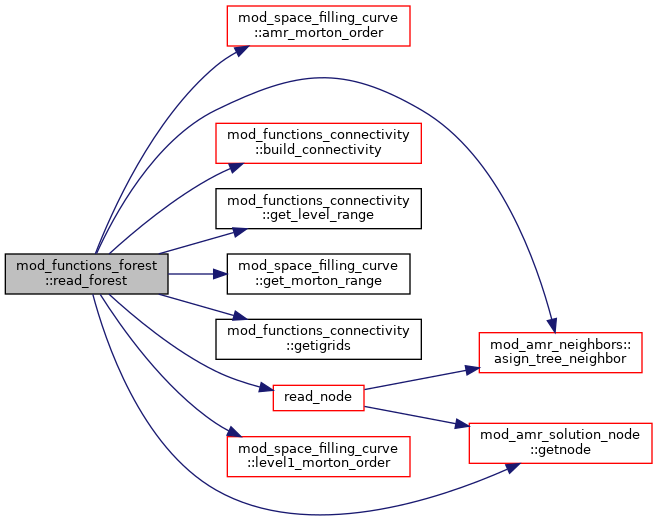 mod_space_filling_curve
::amr_morton_order
mod_functions_connectivity
::build_connectivity
mod_functions_connectivity
::get_level_range
mod_functions_forest
::read_forest
mod_space_filling_curve
::get_morton_range
mod_functions_connectivity
::getigrids
mod_amr_neighbors::
asign_tree_neighbor
read_node
mod_amr_solution_node
::getnode
mod_space_filling_curve
::level1_morton_order